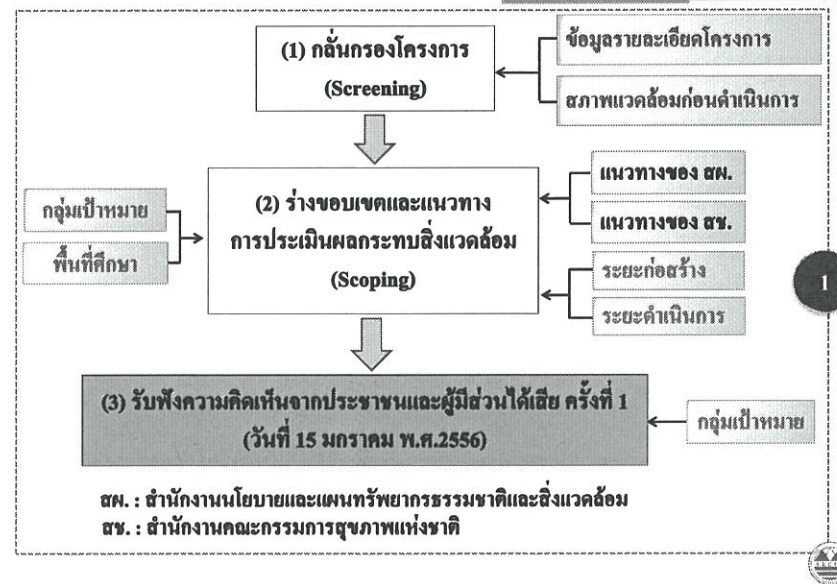 (1) กลั่นกรองโครงการ
(Screening)
ข้อมูลรายละเอียดโครงการ
สภาพแวดล้อมก่อนดำเนินการ
(2) ร่างขอบเขตและแนวทาง
การประเมินผลกระทบสิ่งแวดล้อม
(Scoping)
กลุ่มเป้าหมาย
พื้นที่ศึกษา
แนวทางของ สผ.
แนวทางของ สช.
ระยะก่อสร้าง
ระยะดำเนินการ
1
(3) รับฟังความคิดเห็นจากประชาชนและผู้มีส่วนได้เสีย ครั้งที่ 1
(วันที่ 15 มกราคม พ.ศ.2556)
กลุ่มเป้าหมาย
สผ. : สำนักงานนโยบายและแผนทรัพยากรธรรมชาติและสิ่งแวดล้อม
สช. : สำนักงานคณะกรรมการสุขภาพแห่งชาติ